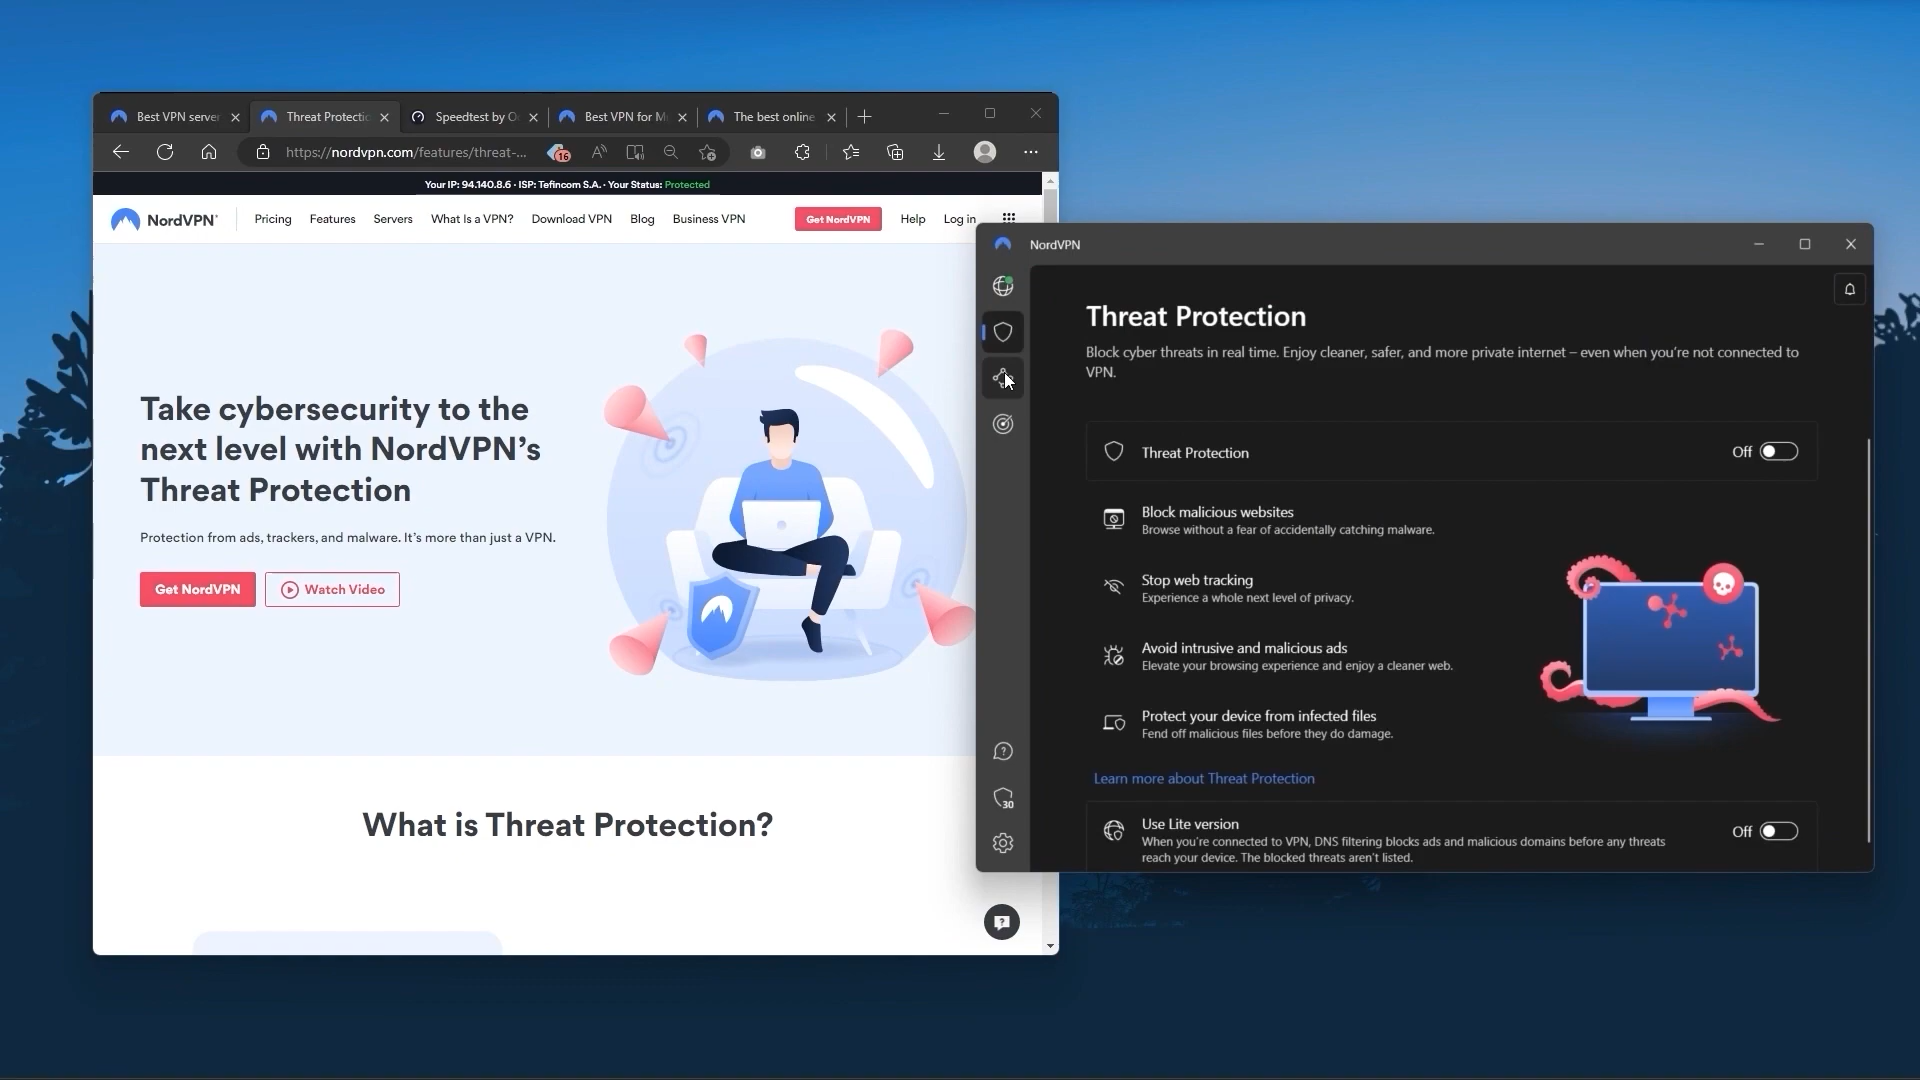 Best VPN server
Threat Protectio
Speedtest by O
Best VPN for M
The best online
https://nordvpn.com/features/threat-...
16
Your IP: 94.140.8.6 · ISP: Tefincom S.A. · Your Status: Protected
NordVPN®
Pricing
Features
Servers
What Is a VPN?
Download VPN
Blog
Business VPN
Get NordVPN
Help
Log in
Take cybersecurity to the
next level with NordVPN’s
Threat Protection
Protection from ads, trackers, and malware. It’s more than just a VPN.
Get NordVPN
Watch Video
What is Threat Protection?
NordVPN
Threat Protection
Block cyber threats in real time. Enjoy cleaner, safer, and more private internet – even when you’re not connected to
VPN.
Threat Protection
Off
Block malicious websites
Browse without a fear of accidentally catching malware.
Stop web tracking
Experience a whole next level of privacy.
Avoid intrusive and malicious ads
Elevate your browsing experience and enjoy a cleaner web.
Protect your device from infected files
Fend off malicious files before they do damage.
Learn more about Threat Protection
30
Use Lite version
Off
When you’re connected to VPN, DNS filtering blocks ads and malicious domains before any threats
reach your device. The blocked threats aren’t listed.